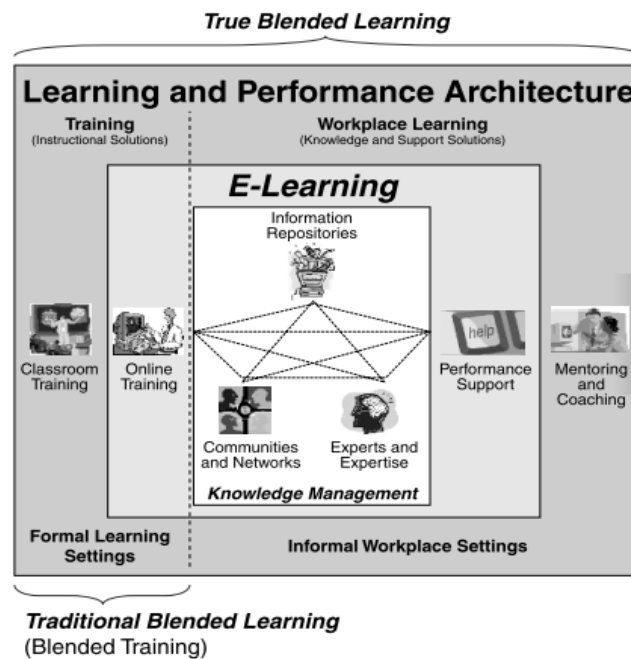 True Blended Learning
Learning and Performance Architecture
Training
(Instructional Solutions)
Workplace Learning
(Knowledge and Support Solutions)
E-Learning
Information
Repositories
Classroom
Training
Online
Training
help
Performance
Support
Mentoring
and
Coaching
Communities
and Networks
Experts and
Expertise
Knowledge Management
Formal Learning
Settings
Informal Workplace Settings
Traditional Blended Learning
(Blended Training)